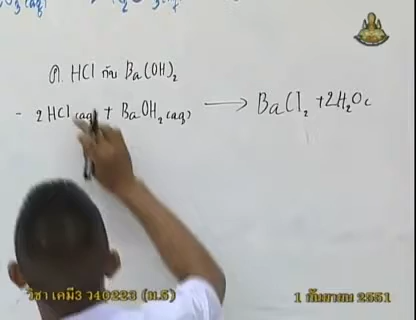 ค. HCl กับ Ba(OH)₂
- 2HCl (aq) + BaOH₂ (aq) → BaCl₂ + 2H₂O
วิชา เคมี3 ว40223 (ม.5)
1 กันยายน 2551